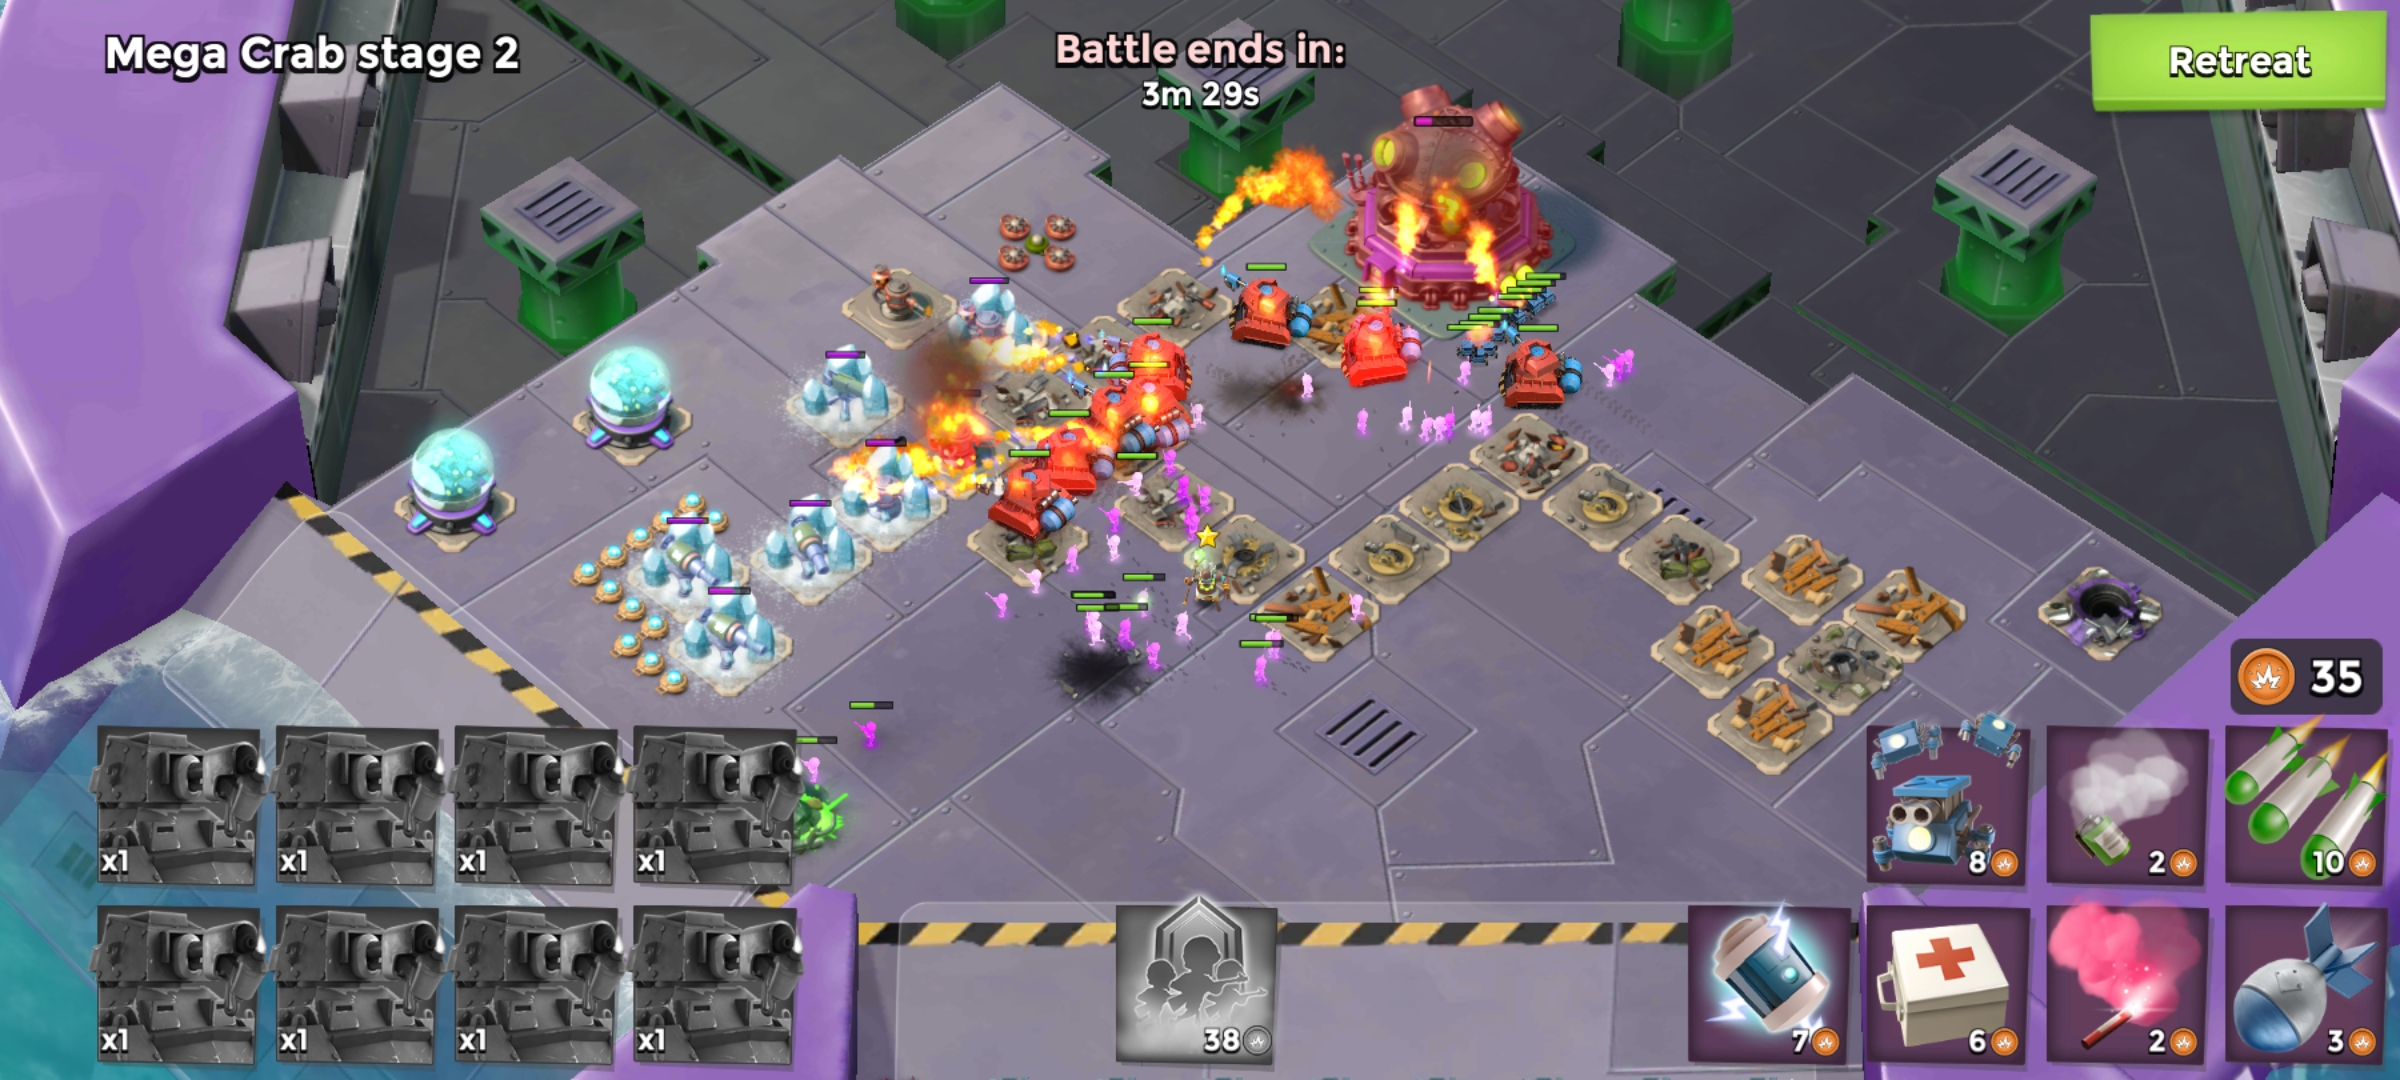 Mega Crab stage 2
Battle ends in:
3m 29s
Retreat
35
x1 x1 x1 x1
8 2 10
x1 x1 x1 x1
38 7 6 2 3